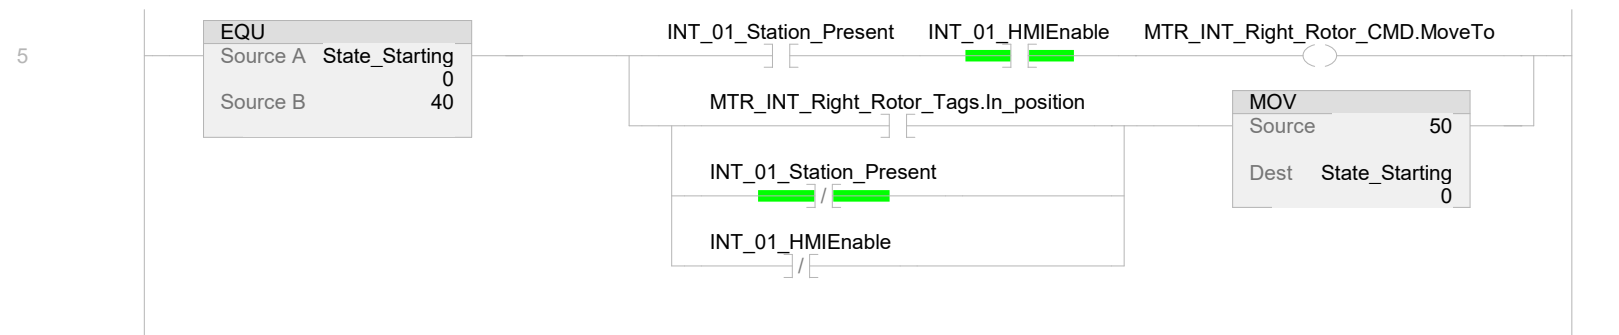 5
EQU
Source A State_Starting
0
Source B 40
INT_01_Station_Present INT_01_HMIEnable MTR_INT_Right_Rotor_CMD.MoveTo
MTR_INT_Right_Rotor_Tags.In_position
INT_01_Station_Present
/
INT_01_HMIEnable
/
MOV
Source 50
Dest State_Starting
0